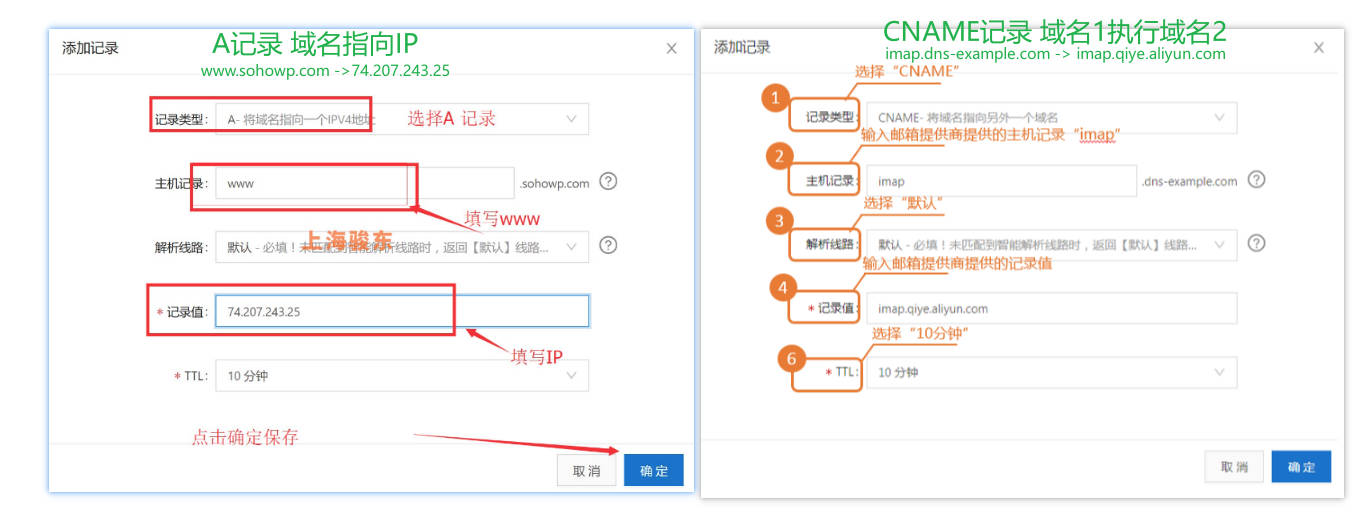 添加记录
A记录 域名指向IP
www.sohowp.com ->74.207.243.25
记录类型:
A- 将域名指向一个IPV4地址
选择A 记录
主机记录:
www
.sohowp.com
?
填写www
解析线路:
默认 - 必填！未匹配到智能解析线路时，返回【默认】线路...
?
上海骏东
* 记录值:
74.207.243.25
填写IP
* TTL:
10 分钟
点击确定保存
取消
确定
添加记录
CNAME记录 域名1执行域名2
imap.dns-example.com -> imap.qiye.aliyun.com
选择“CNAME”
1
记录类型:
CNAME- 将域名指向另外一个域名
输入邮箱提供商提供的主机记录“imap”
2
主机记录:
imap
.dns-example.com
?
选择“默认”
3
解析线路:
默认 - 必填！未匹配到智能解析线路时，返回【默认】线路...
?
输入邮箱提供商提供的记录值
4
* 记录值:
imap.qiye.aliyun.com
选择“10分钟”
6
* TTL:
10 分钟
取消
确定